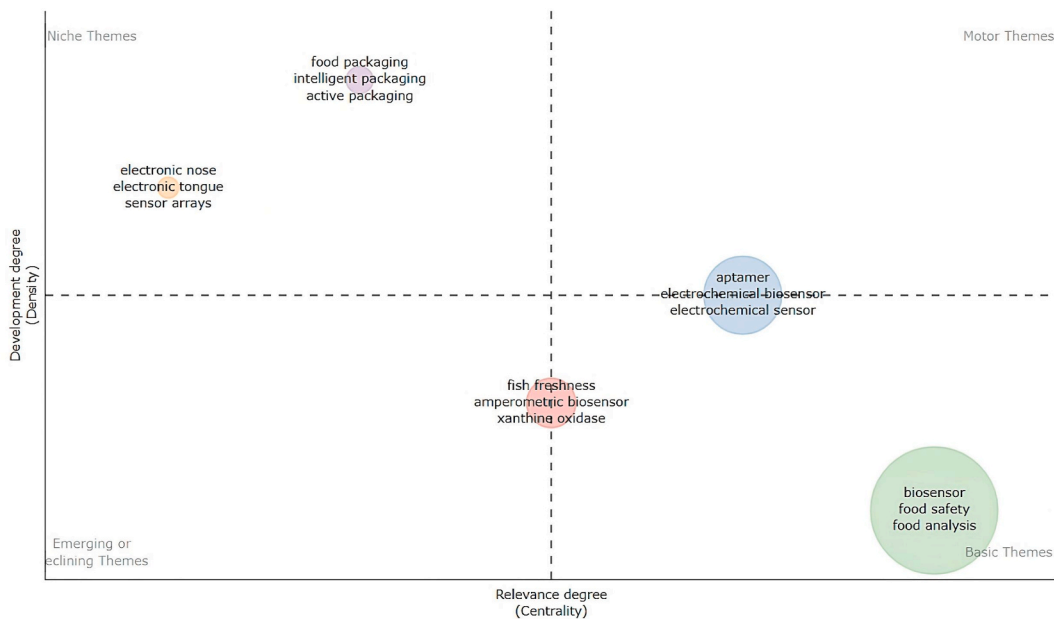 Niche Themes
Motor Themes
food packaging
intelligent packaging
active packaging
electronic nose
electronic tongue
sensor arrays
aptamer
electrochemical biosensor
electrochemical sensor
fish freshness
amperometric biosensor
xanthine oxidase
biosensor
food safety
food analysis
Emerging or
eclining Themes
Basic Themes
Development degree
(Density)
Relevance degree
(Centrality)